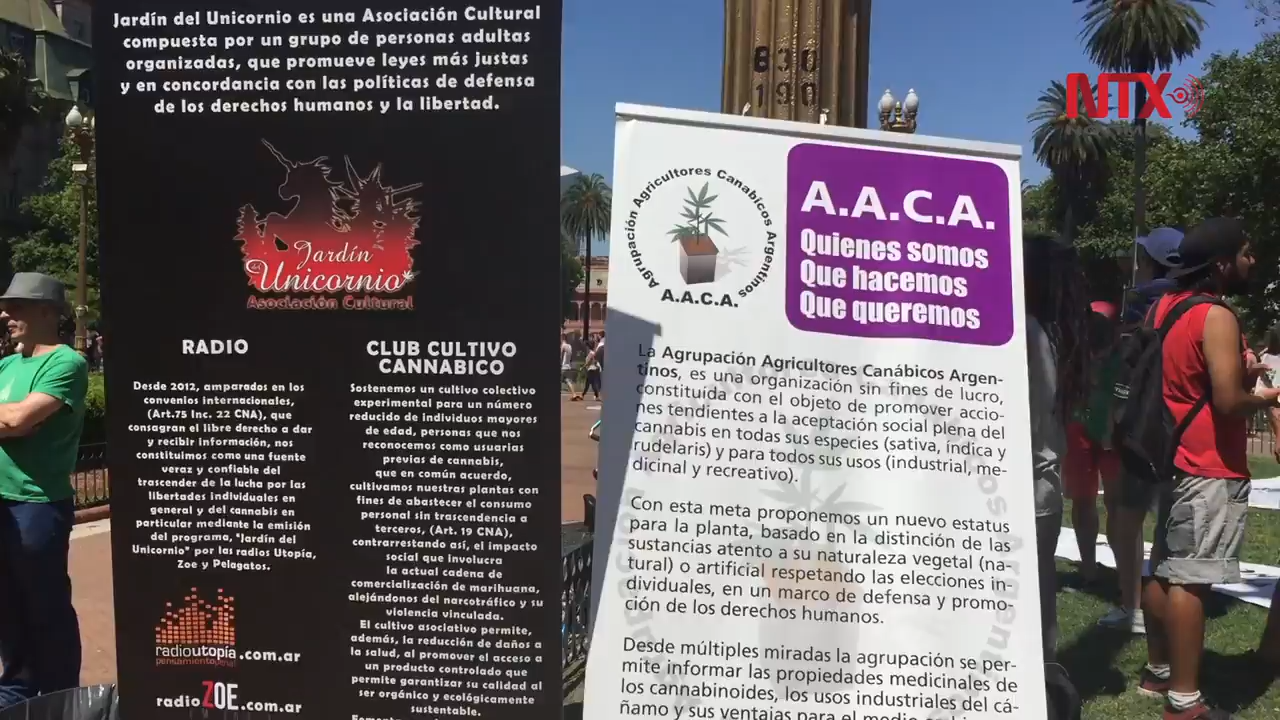 Jardín del Unicornio es una Asociación Cultural
compuesta por un grupo de personas adultas
organizadas, que promueve leyes más justas
y en concordancia con las políticas de defensa
de los derechos humanos y la libertad.
Jardín
del Unicornio
Asociación Cultural
RADIO
Desde 2012, amparados en los
convenios internacionales,
(Art.75 Inc. 22 CNA), que
consagran el libre derecho a dar
y recibir información, nos
constituimos como una fuente
veraz y confiable del
trascender de la lucha por las
libertades individuales en
general y del cannabis en
particular mediante la emisión
del programa, "Jardín del
Unicornio" por las radios Utopía,
Zoe y Pelagatos.
radioutopía.com.ar
pensamientopenal
radioZOE.com.ar
CLUB CULTIVO
CANNABICO
Sostenemos un cultivo colectivo
experimental para un número
reducido de individuos mayores
de edad, personas que nos
reconocemos como usuarias
previas de cannabis,
que en común acuerdo,
cultivamos nuestras plantas con
fines de abastecer el consumo
personal sin trascendencia a
terceros, (Art. 19 CNA),
contrarrestando así, el impacto
social que involucra
la actual cadena de
comercialización de marihuana,
alejándonos del narcotráfico y su
violencia vinculada.
El cultivo asociativo permite,
además, la reducción de daños a
la salud, al promover el acceso a
un producto controlado que
permite garantizar su calidad al
ser orgánico y ecológicamente
sustentable.
830
190
NTX
Agrupación Agricultores Canabicos Argentinos
A.A.C.A.
A.A.C.A.
Quienes somos
Que hacemos
Que queremos
La Agrupación Agricultores Canábicos Argen-
tinos, es una organización sin fines de lucro,
constituída con el objeto de promover accio-
nes tendientes a la aceptación social plena del
cannabis en todas sus especies (sativa, índica y
rudelaris) y para todos sus usos (industrial, me-
dicinal y recreativo).
Con esta meta proponemos un nuevo estatus
para la planta, basado en la distinción de las
sustancias atento a su naturaleza vegetal (na-
tural) o artificial respetando las elecciones in-
dividuales, en un marco de defensa y promo-
ción de los derechos humanos.
Desde múltiples miradas la agrupación se per-
mite informar las propiedades medicinales de
los cannabinoides, los usos industriales del cá-
ñamo y sus ventajas para el medio